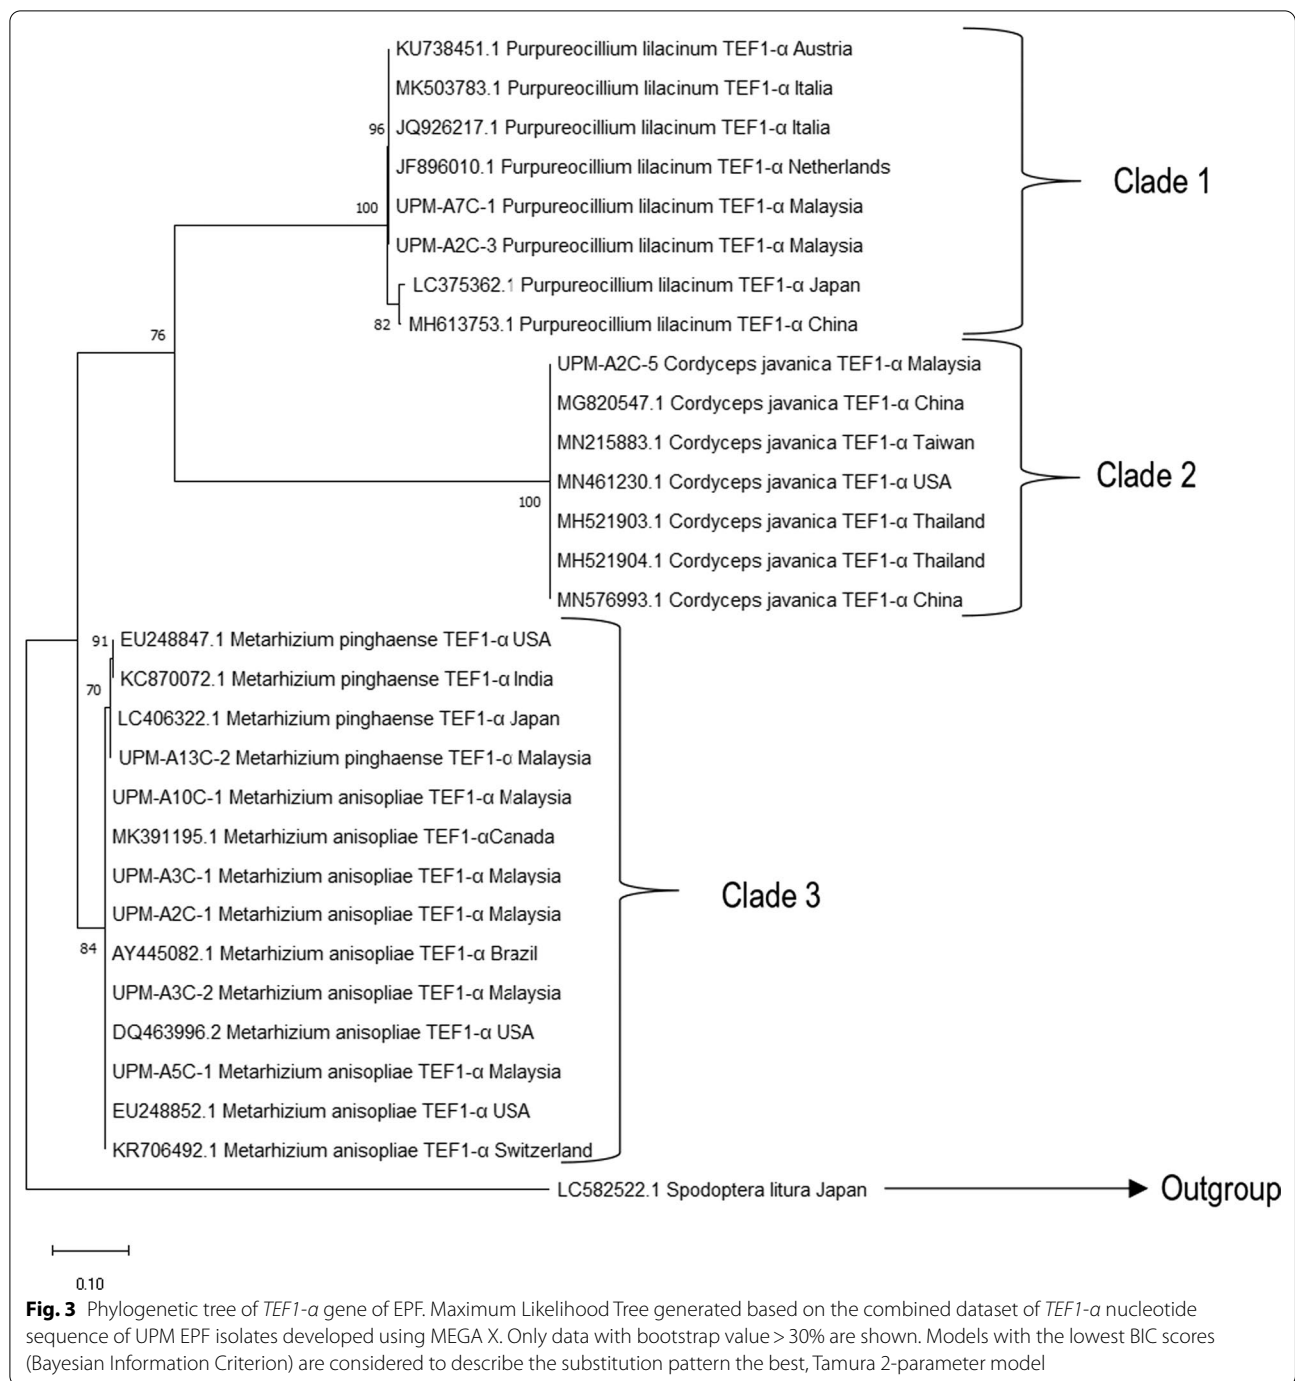 KU738451.1 Purpureocillium lilacinum TEF1-α Austria
MK503783.1 Purpureocillium lilacinum TEF1-α Italia
96
JQ926217.1 Purpureocillium lilacinum TEF1-α Italia
JF896010.1 Purpureocillium lilacinum TEF1-α Netherlands
Clade 1
100
UPM-A7C-1 Purpureocillium lilacinum TEF1-α Malaysia
UPM-A2C-3 Purpureocillium lilacinum TEF1-α Malaysia
LC375362.1 Purpureocillium lilacinum TEF1-α Japan
82
MH613753.1 Purpureocillium lilacinum TEF1-α China
76
UPM-A2C-5 Cordyceps javanica TEF1-α Malaysia
MG820547.1 Cordyceps javanica TEF1-α China
MN215883.1 Cordyceps javanica TEF1-α Taiwan
Clade 2
MN461230.1 Cordyceps javanica TEF1-α USA
100
MH521903.1 Cordyceps javanica TEF1-α Thailand
MH521904.1 Cordyceps javanica TEF1-α Thailand
MN576993.1 Cordyceps javanica TEF1-α China
91
EU248847.1 Metarhizium pinghaense TEF1-α USA
KC870072.1 Metarhizium pinghaense TEF1-α India
70
LC406322.1 Metarhizium pinghaense TEF1-α Japan
UPM-A13C-2 Metarhizium pinghaense TEF1-α Malaysia
UPM-A10C-1 Metarhizium anisopliae TEF1-α Malaysia
MK391195.1 Metarhizium anisopliae TEF1-αCanada
UPM-A3C-1 Metarhizium anisopliae TEF1-α Malaysia
Clade 3
UPM-A2C-1 Metarhizium anisopliae TEF1-α Malaysia
84
AY445082.1 Metarhizium anisopliae TEF1-α Brazil
UPM-A3C-2 Metarhizium anisopliae TEF1-α Malaysia
DQ463996.2 Metarhizium anisopliae TEF1-α USA
UPM-A5C-1 Metarhizium anisopliae TEF1-α Malaysia
EU248852.1 Metarhizium anisopliae TEF1-α USA
KR706492.1 Metarhizium anisopliae TEF1-α Switzerland
LC582522.1 Spodoptera litura Japan
Outgroup
0.10
Fig. 3 Phylogenetic tree of TEF1-α gene of EPF. Maximum Likelihood Tree generated based on the combined dataset of TEF1-α nucleotide
sequence of UPM EPF isolates developed using MEGA X. Only data with bootstrap value > 30% are shown. Models with the lowest BIC scores
(Bayesian Information Criterion) are considered to describe the substitution pattern the best, Tamura 2-parameter model